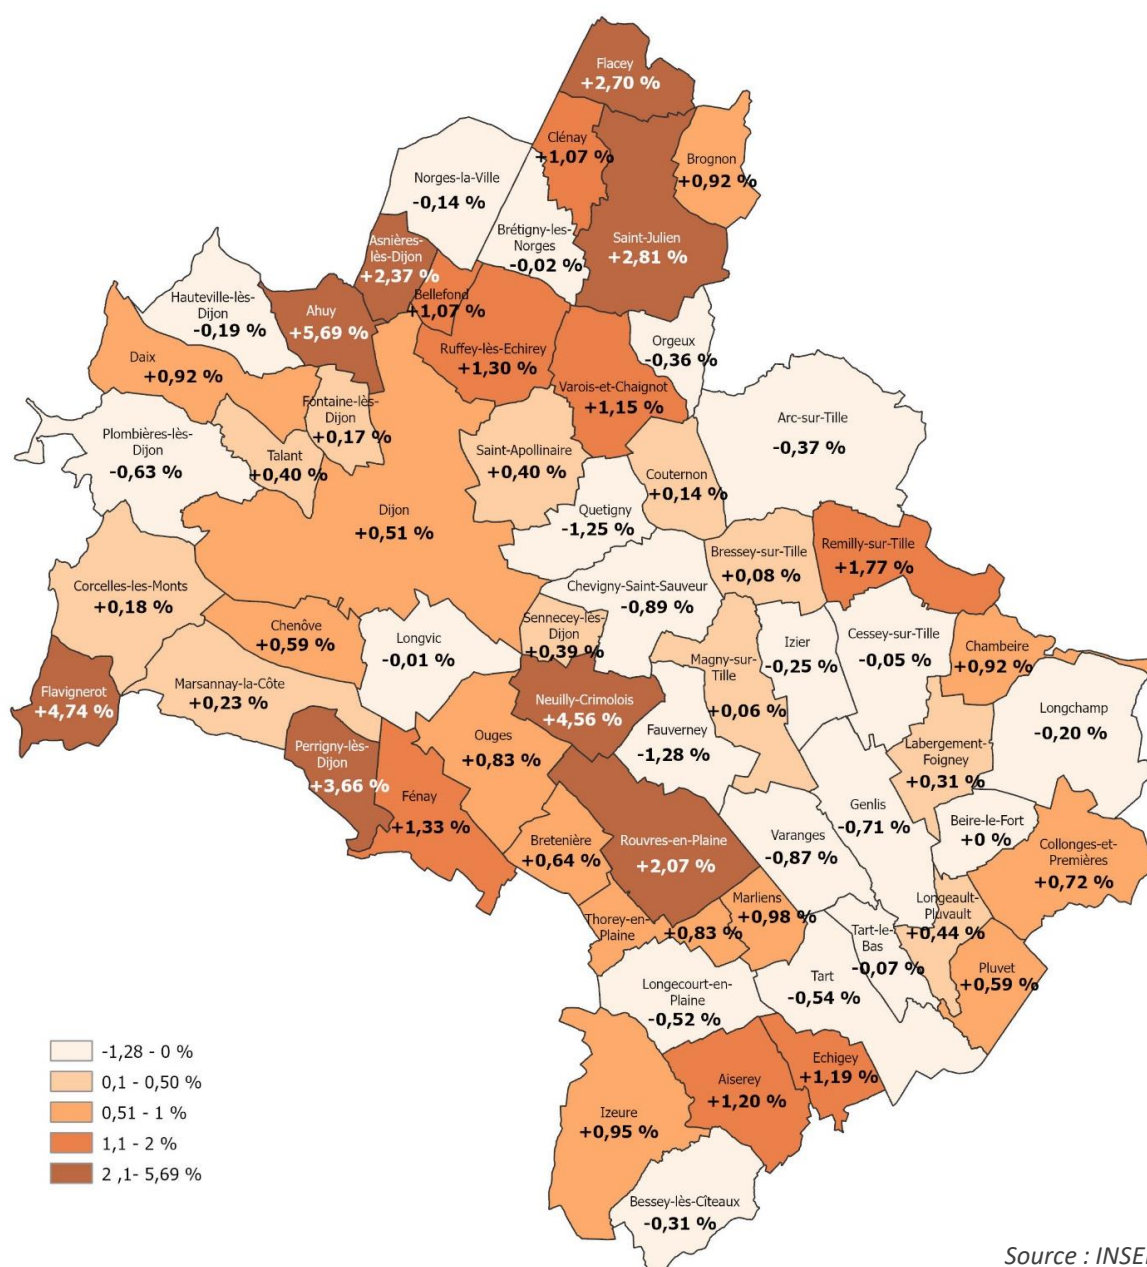 Flacey
+2,70 %
Clénay
+1,07 %
Brognon
+0,92 %
Norges-la-Ville
-0,14 %
Brétigny-les-
Norges
-0,02 %
Saint-Julien
+2,81 %
Asnières-
lès-Dijon
+2,37 %
Bellefond
+1,07 %
Hauteville-lès-
Dijon
-0,19 %
Ahuy
+5,69 %
Ruffey-lès-Echirey
+1,30 %
Orgeux
-0,36 %
Daix
+0,92 %
Varois-et-Chaignot
+1,15 %
Fontaine-lès-
Dijon
+0,17 %
Arc-sur-Tille
-0,37 %
Plombières-lès-
Dijon
-0,63 %
Talant
+0,40 %
Saint-Apollinaire
+0,40 %
Couternon
+0,14 %
Dijon
+0,51 %
Quetigny
-1,25 %
Bressey-sur-Tille
+0,08 %
Remilly-sur-Tille
+1,77 %
Corcelles-les-Monts
+0,18 %
Chevigny-Saint-Sauveur
-0,89 %
Chenôve
+0,59 %
Longvic
-0,01 %
Sennecey-lès-
Dijon
+0,39 %
Izier
-0,25 %
Cessey-sur-Tille
-0,05 %
Chambeire
+0,92 %
Magny-sur-
Tille
+0,06 %
Flavignerot
+4,74 %
Marsannay-la-Côte
+0,23 %
Neuilly-Crimolois
+4,56 %
Longchamp
-0,20 %
Fauverney
-1,28 %
Ouges
+0,83 %
Labergement-
Foigney
+0,31 %
Perrigny-lès-
Dijon
+3,66 %
Fénay
+1,33 %
Genlis
-0,71 %
Beire-le-Fort
+0 %
Bretenière
+0,64 %
Rouvres-en-Plaine
+2,07 %
Varanges
-0,87 %
Collonges-et-
Premières
+0,72 %
Marliens
+0,98 %
Longeault-
Pluvault
+0,44 %
Thorey-en-
Plaine
+0,83 %
Tart-le-
Bas
-0,07 %
Pluvet
+0,59 %
Longecourt-en-
Plaine
-0,52 %
Tart
-0,54 %
Echigey
+1,19 %
Aiserey
+1,20 %
Izeure
+0,95 %
Bessey-lès-Cîteaux
-0,31 %
-1,28 - 0 %
0,1 - 0,50 %
0,51 - 1 %
1,1 - 2 %
2 ,1- 5,69 %
Source : INSEE